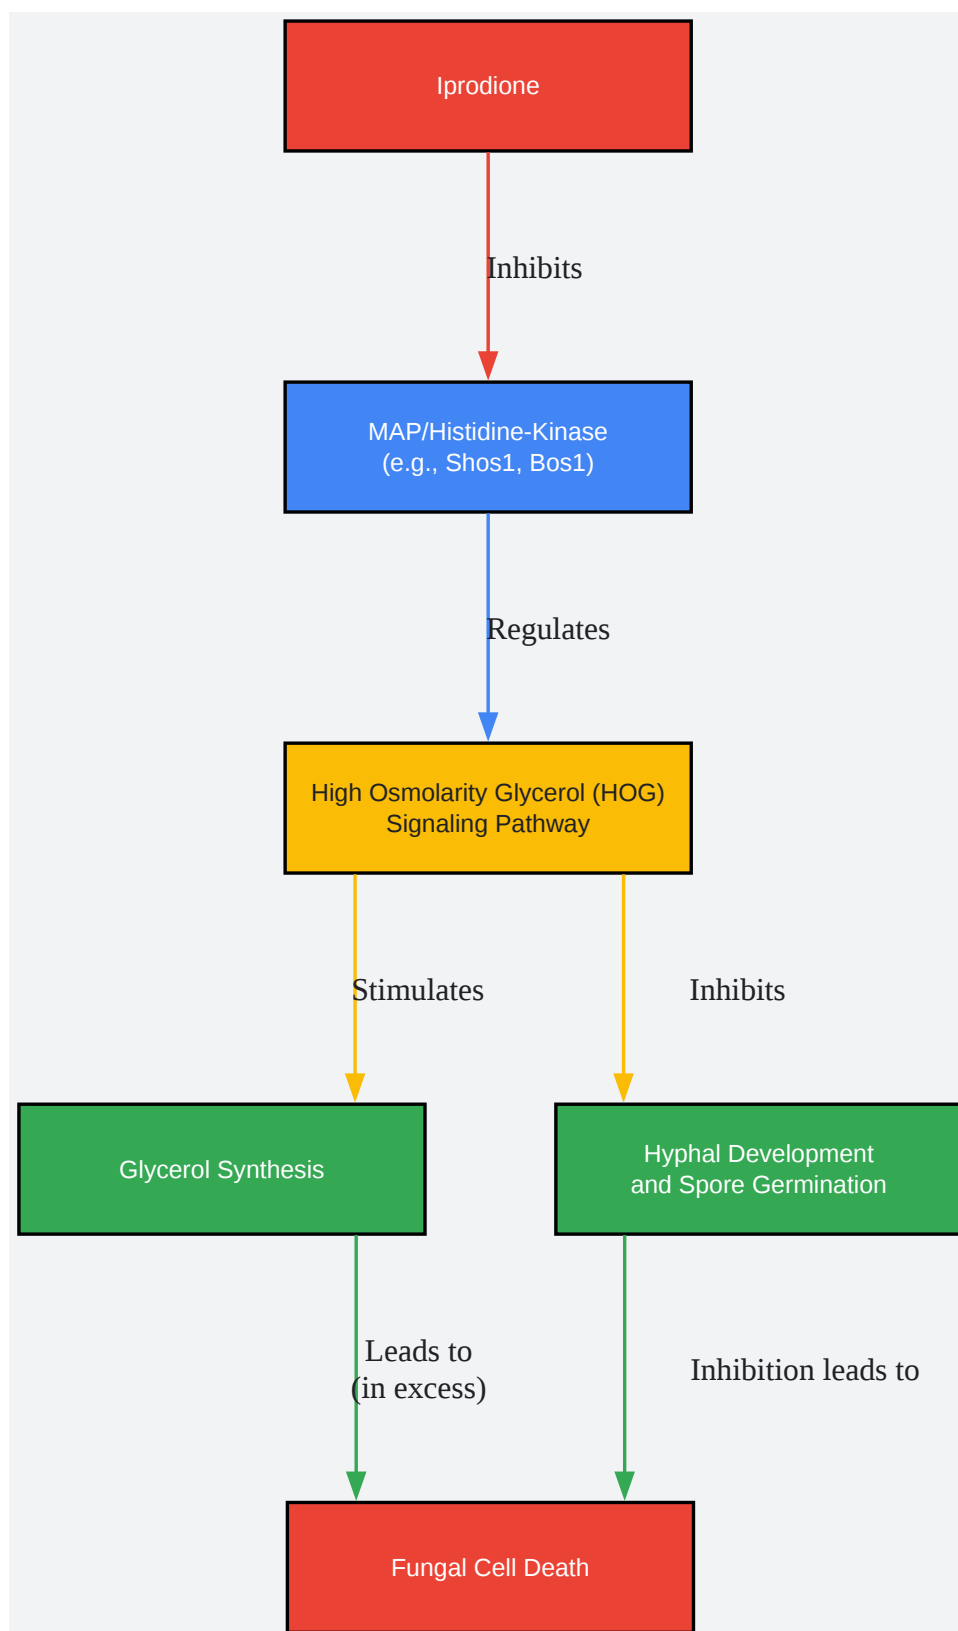 Iprodione
Inhibits
MAP/Histidine-Kinase
(e.g., Shos1, Bos1)
Regulates
High Osmolarity Glycerol (HOG)
Signaling Pathway
Stimulates
Inhibits
Glycerol Synthesis
Hyphal Development
and Spore Germination
Leads to
(in excess)
Inhibition leads to
Fungal Cell Death